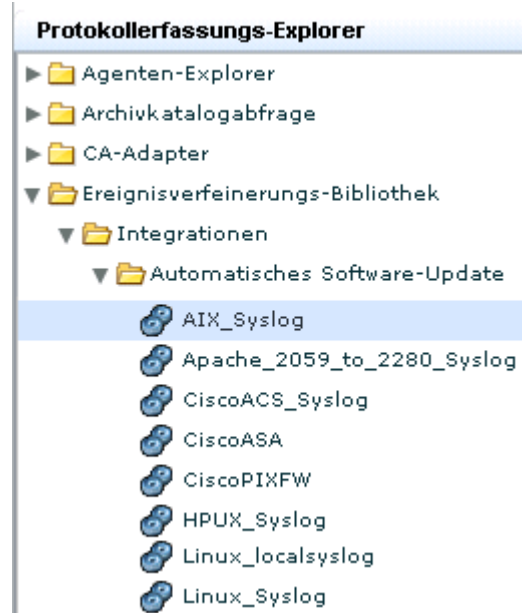 Protokollerfassungs-Explorer
Agenten-Explorer
Archivkatalogabfrage
CA-Adapter
Ereignisverfeinerungs-Bibliothek
Integrationen
Automatisches Software-Update
AIX_Syslog
Apache_2059_to_2280_Syslog
CiscoACS_Syslog
CiscoASA
CiscoPIXFW
HPUX_Syslog
Linux_localsyslog
Linux_Syslog